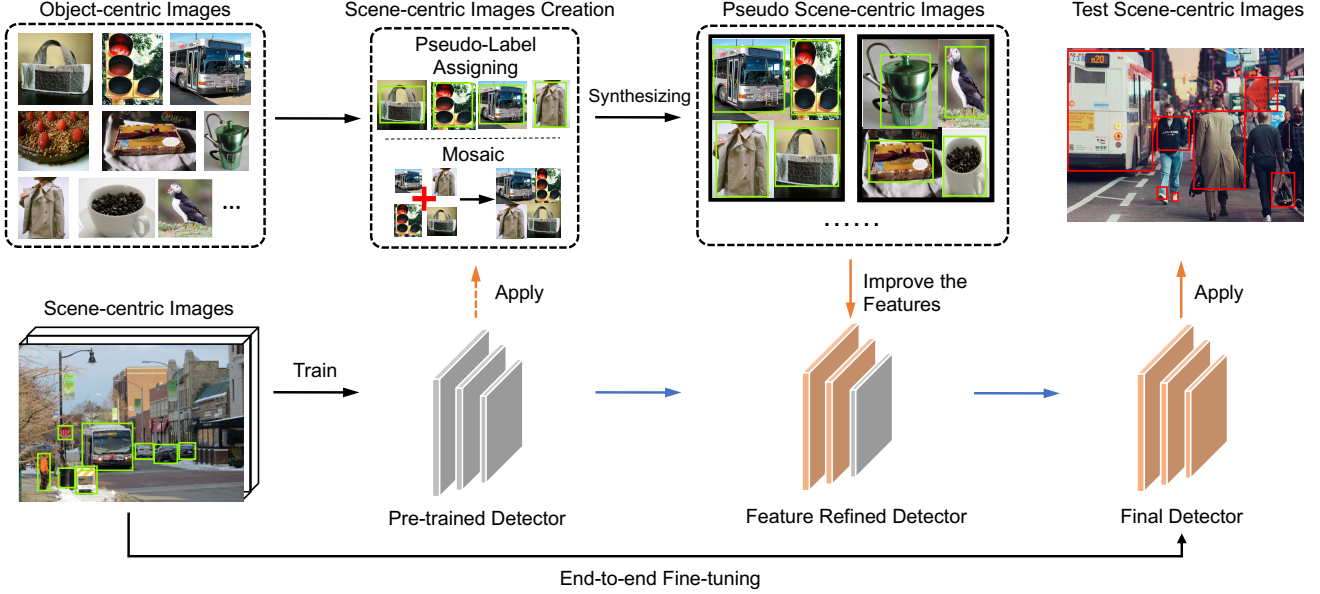 Object-centric Images
Scene-centric Images Creation
Pseudo Scene-centric Images
Test Scene-centric Images
Pseudo-Label
Assigning
Synthesizing
Mosaic
...
......
m20
Apply
Improve the
Features
Apply
Scene-centric Images
Train
Pre-trained Detector
Feature Refined Detector
Final Detector
End-to-end Fine-tuning